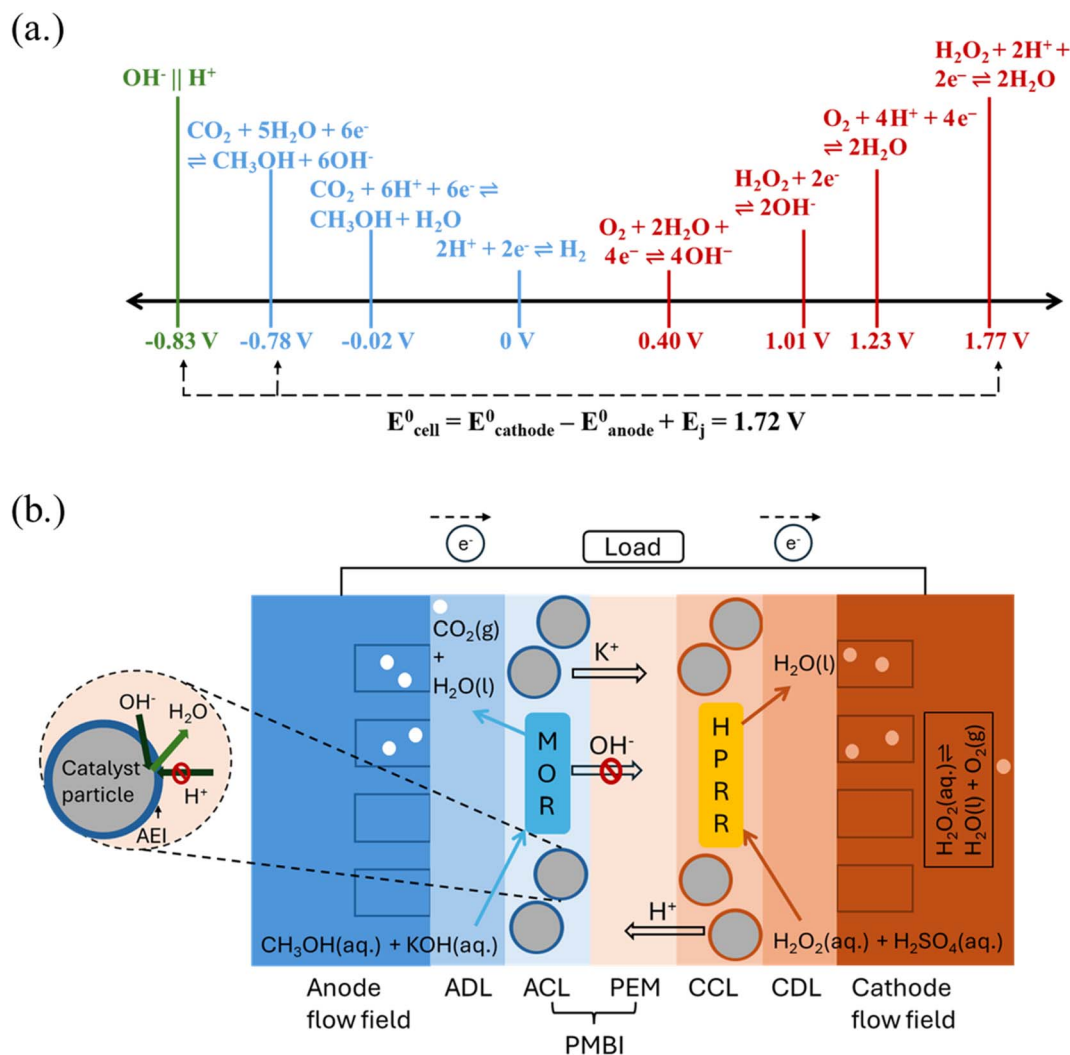 (a.)
OH⁻ || H⁺
CO₂ + 5H₂O + 6e⁻
⇌ CH₃OH + 6OH⁻
CO₂ + 6H⁺ + 6e⁻ ⇌
CH₃OH + H₂O
2H⁺ + 2e⁻ ⇌ H₂
O₂ + 2H₂O +
4e⁻ ⇌ 4OH⁻
H₂O₂ + 2e⁻
⇌ 2OH⁻
O₂ + 4H⁺ + 4e⁻
⇌ 2H₂O
H₂O₂ + 2H⁺ +
2e⁻ ⇌ 2H₂O
-0.83 V
-0.78 V
-0.02 V
0 V
0.40 V
1.01 V
1.23 V
1.77 V
E⁰cell = E⁰cathode – E⁰anode + Ej = 1.72 V
(b.)
e⁻
Load
e⁻
CO₂(g)
+
H₂O(l)
K⁺
H₂O(l)
OH⁻
H₂O
Catalyst
particle
H⁺
AEI
M
O
R
OH⁻
H
P
R
R
H₂O₂(aq.) ⇌
H₂O(l) + O₂(g)
H⁺
CH₃OH(aq.) + KOH(aq.)
H₂O₂(aq.) + H₂SO₄(aq.)
Anode
flow field
ADL
ACL
PEM
CCL
CDL
Cathode
flow field
PMBI